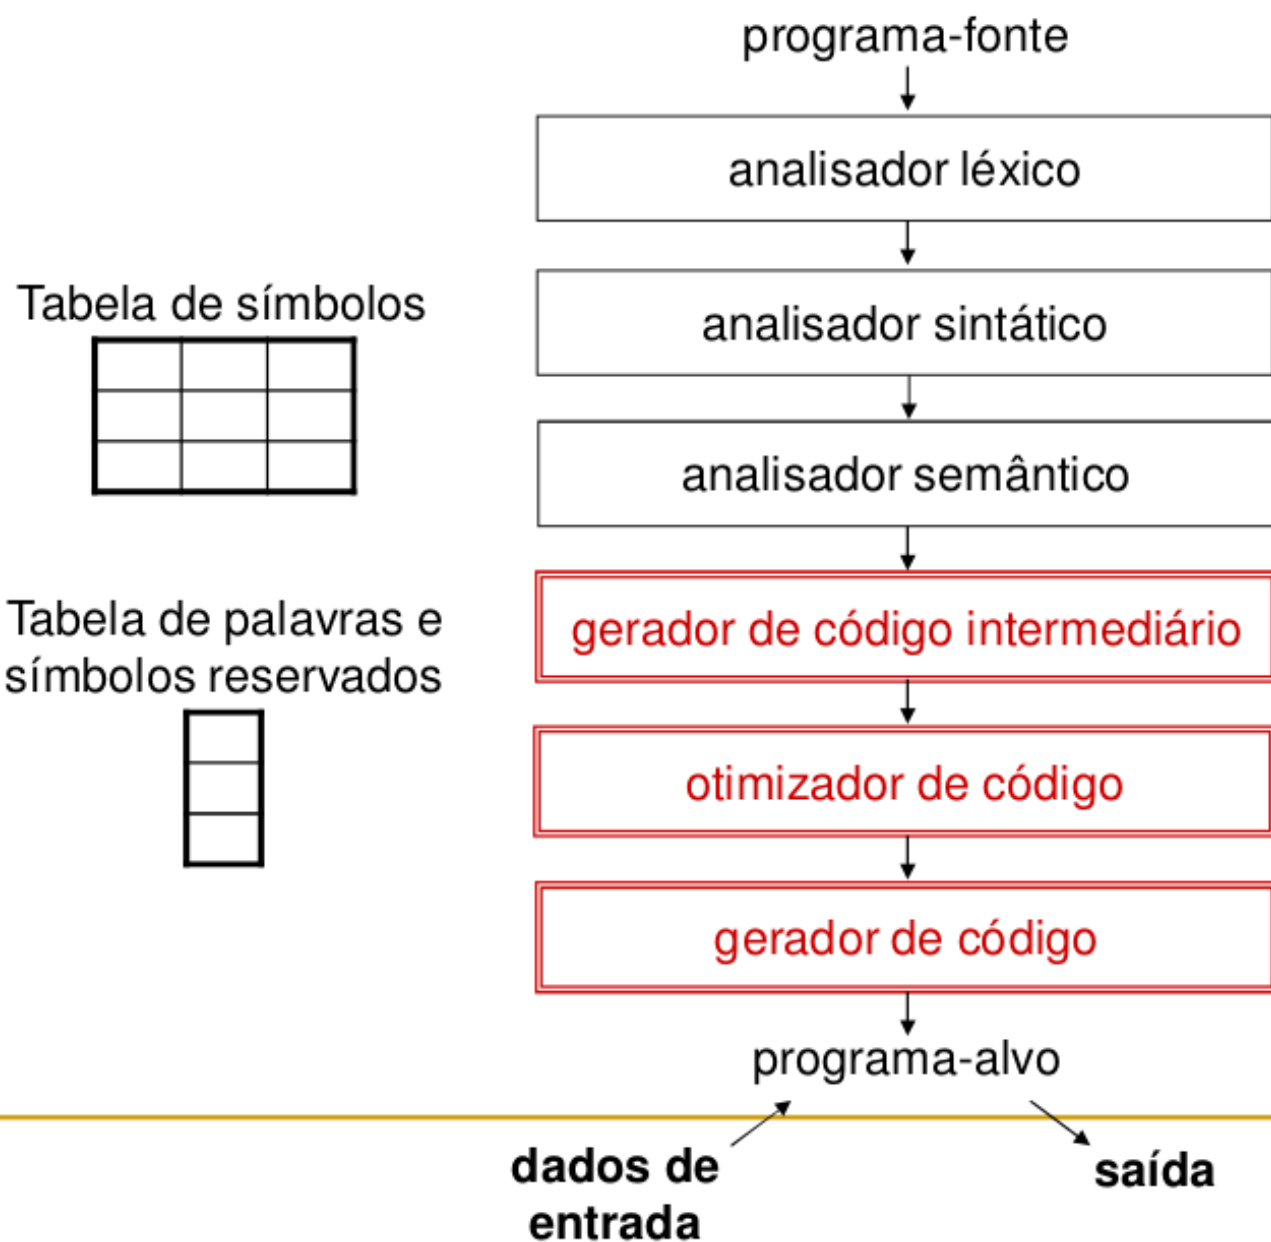 programa-fonte
analisador léxico
analisador sintático
Tabela de símbolos
analisador semântico
Tabela de palavras e
símbolos reservados
gerador de código intermediário
otimizador de código
gerador de código
programa-alvo
dados de
entrada
saída